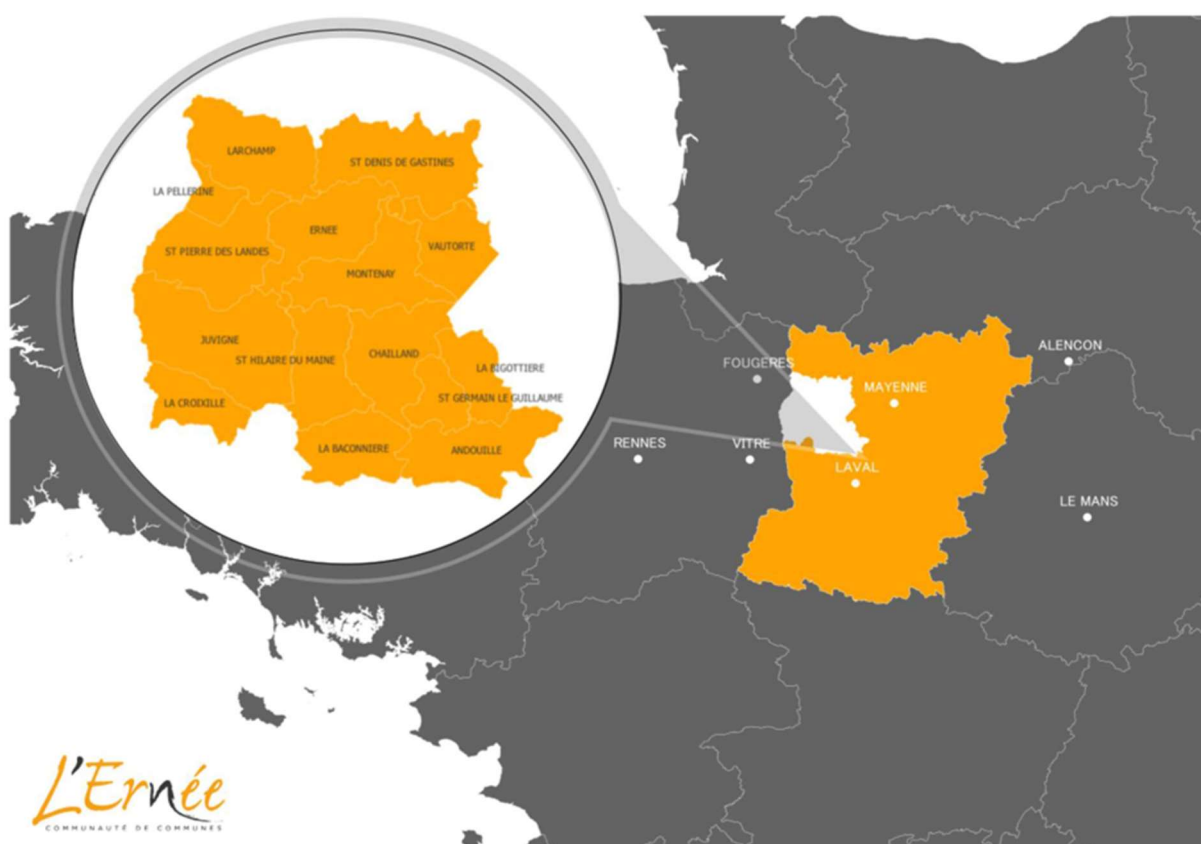 LARCHAMP
ST DENIS DE GASTINES
LA PELLERINE
ERNEE
ST PIERRE DES LANDES
VAUTORTE
MONTENAY
JUVIGNE
ST HILAIRE DU MAINE
CHAILLAND
LA BIGOTTIERE
ST GERMAIN LE GUILLAUME
LA CROIXILLE
LA BACONNIERE
ANDOUILLE
FOUGERES
ALENCON
MAYENNE
RENNES
VITRE
LAVAL
LE MANS
L'Ernée
COMMUNAUTÉ DE COMMUNES